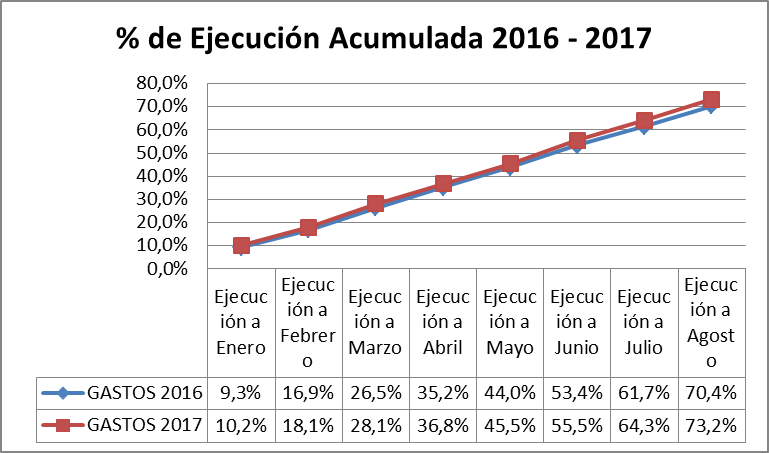 % de Ejecución Acumulada 2016 - 2017
80,0%
70,0%
60,0%
50,0%
40,0%
30,0%
20,0%
10,0%
0,0%
Ejecuc
ión a
Enero
Ejecuc
ión a
Febrer
o
Ejecuc
ión a
Marzo
Ejecuc
ión a
Abril
Ejecuc
ión a
Mayo
Ejecuc
ión a
Junio
Ejecuc
ión a
Julio
Ejecuc
ión a
Agost
o
GASTOS 2016 9,3% 16,9% 26,5% 35,2% 44,0% 53,4% 61,7% 70,4%
GASTOS 2017 10,2% 18,1% 28,1% 36,8% 45,5% 55,5% 64,3% 73,2%